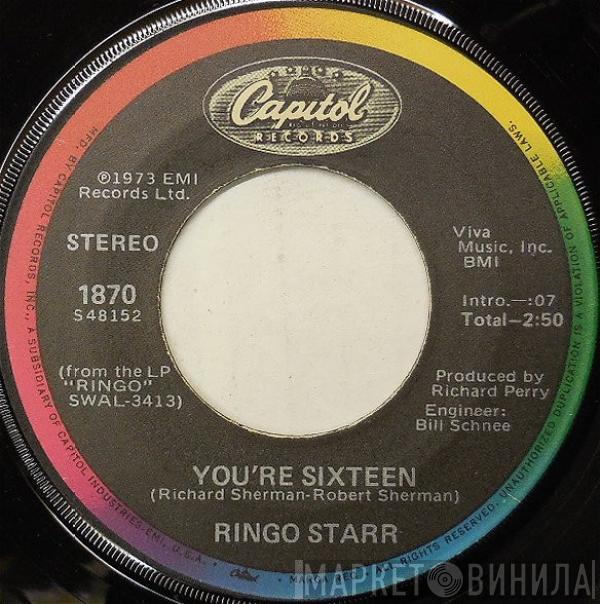 Capitol
RECORDS
℗1973 EMI
Records Ltd.
STEREO
1870
S48152
(from the LP
"RINGO"
SWAL-3413)
Viva
Music, Inc.
BMI
Intro.—:07
Total—2:50
Produced by
Richard Perry
Engineer:
Bill Schnee
YOU'RE SIXTEEN
(Richard Sherman-Robert Sherman)
RINGO STARR
MFD. BY CAPITOL RECORDS, INC., A SUBSIDIARY OF CAPITOL INDUSTRIES-EMI, U.S.A.
ALL RIGHTS RESERVED. UNAUTHORIZED DUPLICATION IS A VIOLATION OF APPLICABLE LAWS.
МАРКЕТ ВИНИЛА